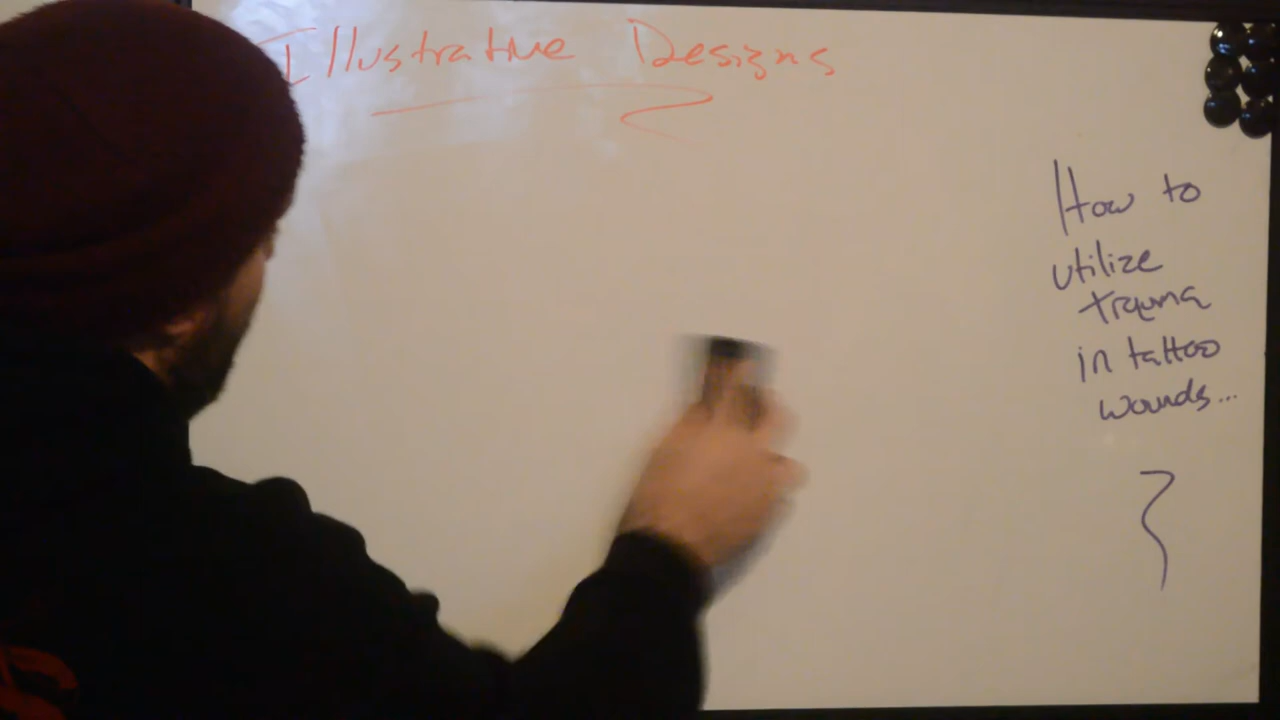 Illustrative Designs
How to
utilize
trauma
in tattoo
wounds...